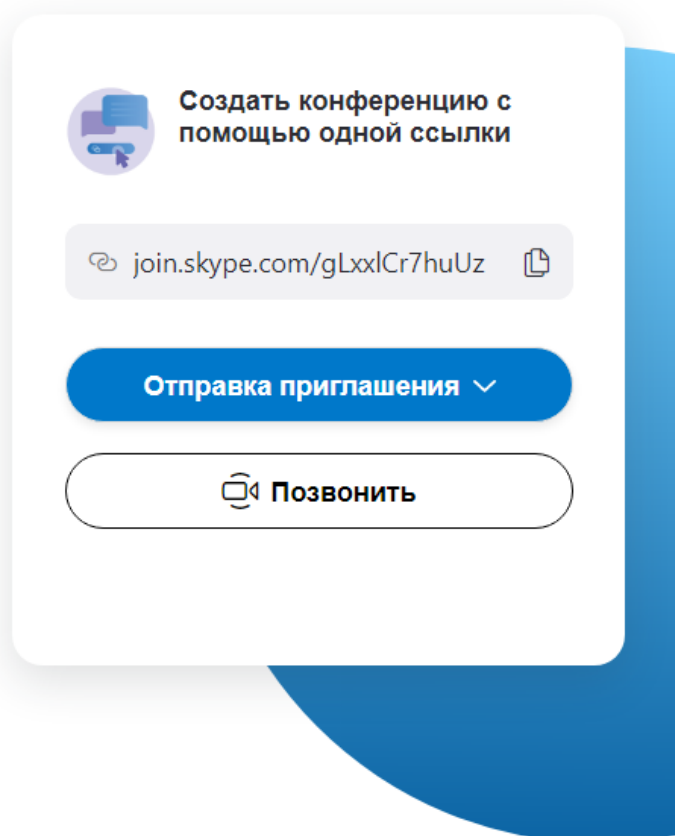 Создать конференцию с
помощью одной ссылки
join.skype.com/gLxxlCr7huUz
Отправка приглашения
Позвонить